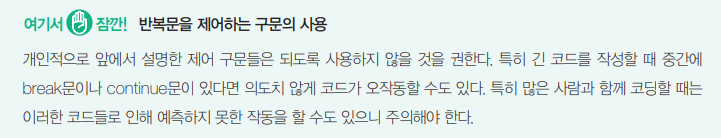 여기서 잠깐! 반복문을 제어하는 구문의 사용
개인적으로 앞에서 설명한 제어 구문들은 되도록 사용하지 않을 것을 권한다. 특히 긴 코드를 작성할 때 중간에
break문이나 continue문이 있다면 의도치 않게 코드가 오작동할 수도 있다. 특히 많은 사람과 함께 코딩할 때는
이러한 코드들로 인해 예측하지 못한 작동을 할 수도 있으니 주의해야 한다.